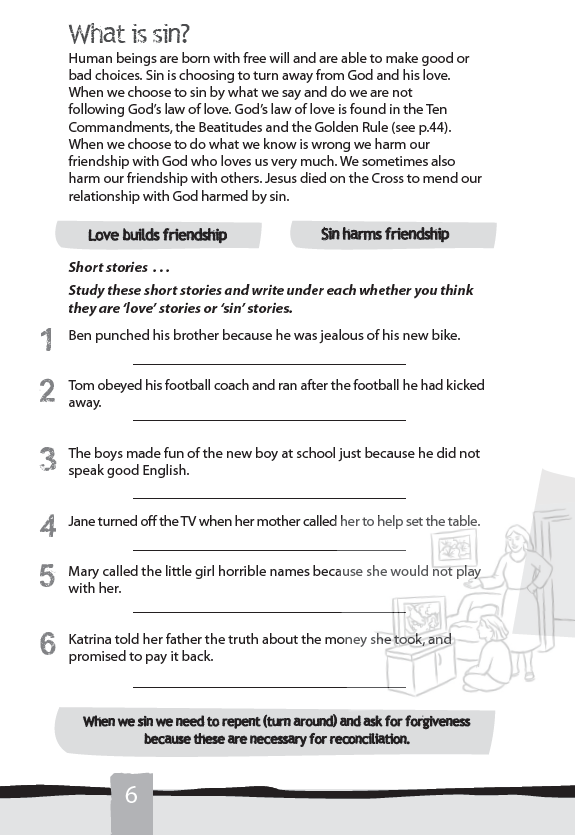 What is sin?
Human beings are born with free will and are able to make good or
bad choices. Sin is choosing to turn away from God and his love.
When we choose to sin by what we say and do we are not
following God's law of love. God's law of love is found in the Ten
Commandments, the Beatitudes and the Golden Rule (see p.44).
When we choose to do what we know is wrong we harm our
friendship with God who loves us very much. We sometimes also
harm our friendship with others. Jesus died on the Cross to mend our
relationship with God harmed by sin.
Love builds friendship
Sin harms friendship
Short stories . . .
Study these short stories and write under each whether you think
they are 'love' stories or 'sin' stories.
1 Ben punched his brother because he was jealous of his new bike.
2 Tom obeyed his football coach and ran after the football he had kicked
away.
3 The boys made fun of the new boy at school just because he did not
speak good English.
4 Jane turned off the TV when her mother called her to help set the table.
5 Mary called the little girl horrible names because she would not play
with her.
6 Katrina told her father the truth about the money she took, and
promised to pay it back.
When we sin we need to repent (turn around) and ask for forgiveness
because these are necessary for reconciliation.
6